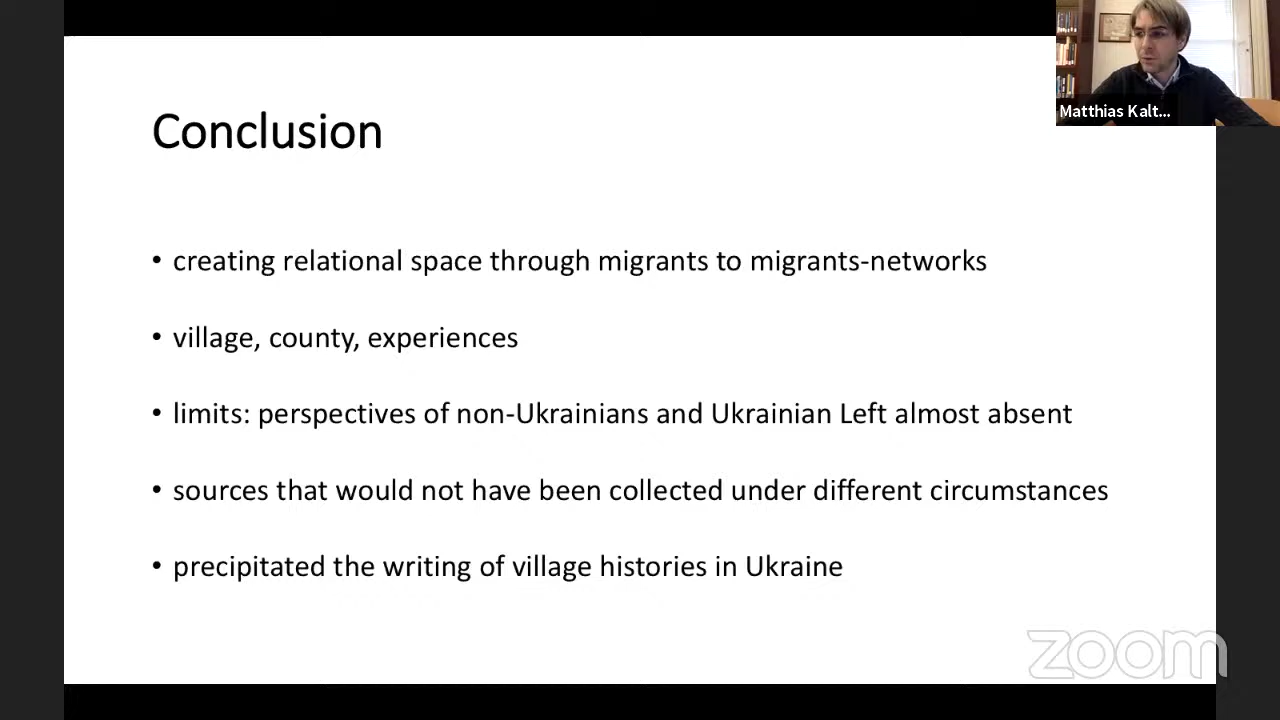 Matthias Kalt...
Conclusion
• creating relational space through migrants to migrants-networks
• village, county, experiences
• limits: perspectives of non-Ukrainians and Ukrainian Left almost absent
• sources that would not have been collected under different circumstances
• precipitated the writing of village histories in Ukraine
zoom